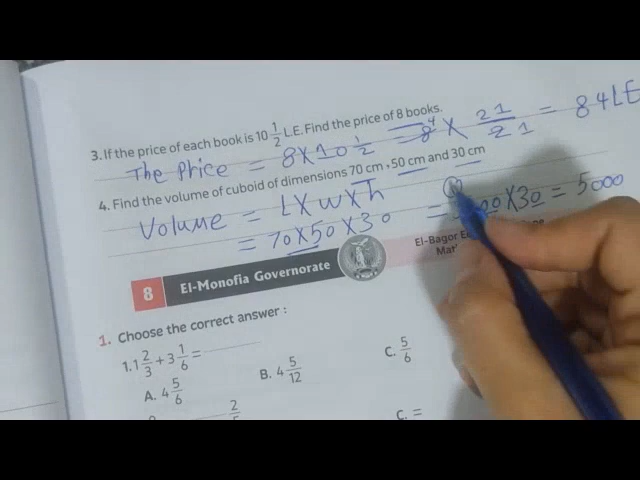 3. If the price of each book is 10 1/2 L.E. Find the price of 8 books.
The Price = 8 × 10 1/2 = 8 4 × 21/21 = 84 LE
4. Find the volume of cuboid of dimensions 70 cm , 50 cm and 30 cm
Volume = L × w × h
= 70 × 50 × 30 = 00 × 30 = 5000
8 El-Monofia Governorate
El-Bagor
1. Choose the correct answer :
1. 1 2/3 + 3 1/6 =
A. 4 5/6
B. 4 5/12
C. 5/6
C. =